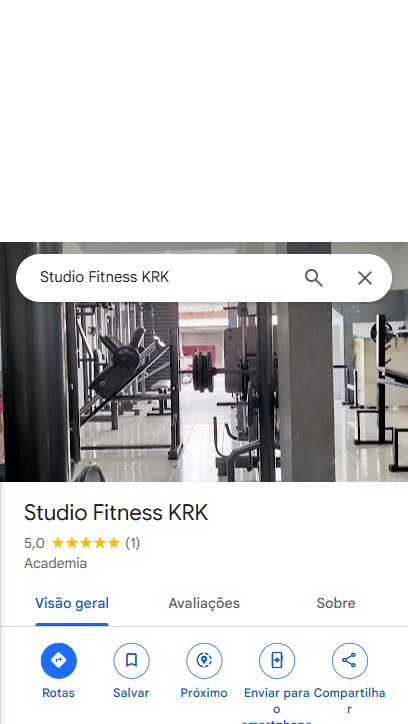 Studio Fitness KRK
Studio Fitness KRK
5,0 (1)
Academia
Visão geral Avaliações Sobre
Rotas Salvar Próximo Enviar para o smartphone Compartilhar